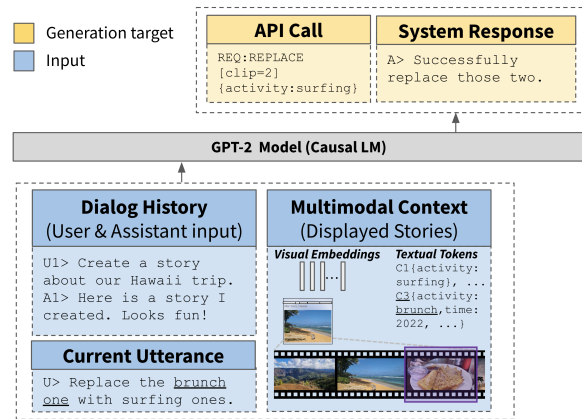 Generation target
Input
API Call
REQ:REPLACE
[clip=2]
{activity:surfing}
System Response
A> Successfully
replace those two.
GPT-2 Model (Causal LM)
Dialog History
(User & Assistant input)
U1> Create a story
about our Hawaii trip.
A1> Here is a story I
created. Looks fun!
Current Utterance
U> Replace the brunch
one with surfing ones.
Multimodal Context
(Displayed Stories)
Visual Embeddings
Textual Tokens
C1{activity:
surfing}, ...
C3{activity:
brunch,time:
2022, ...}